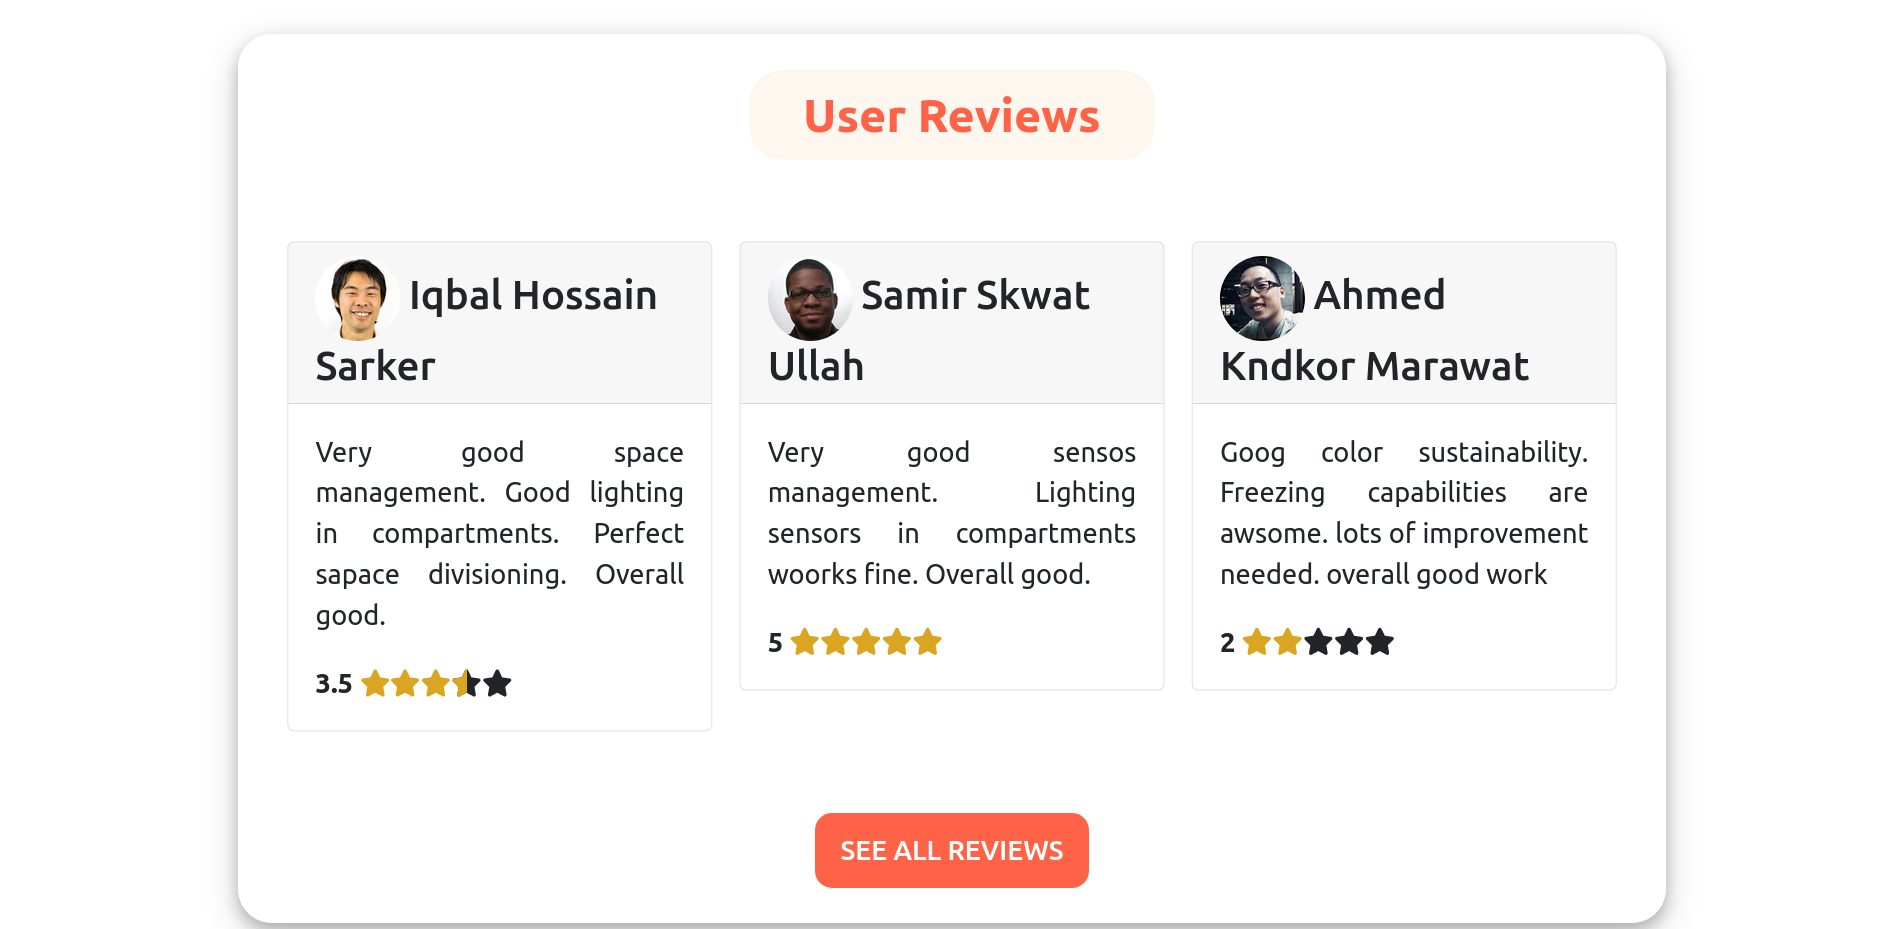 User Reviews
Iqbal Hossain
Sarker
Very good space
management. Good lighting
in compartments. Perfect
sapace divisioning. Overall
good.
3.5
Samir Skwat
Ullah
Very good sensos
management. Lighting
sensors in compartments
woorks fine. Overall good.
5
Ahmed
Kndkor Marawat
Goog color sustainability.
Freezing capabilities are
awsome. lots of improvement
needed. overall good work
2
SEE ALL REVIEWS